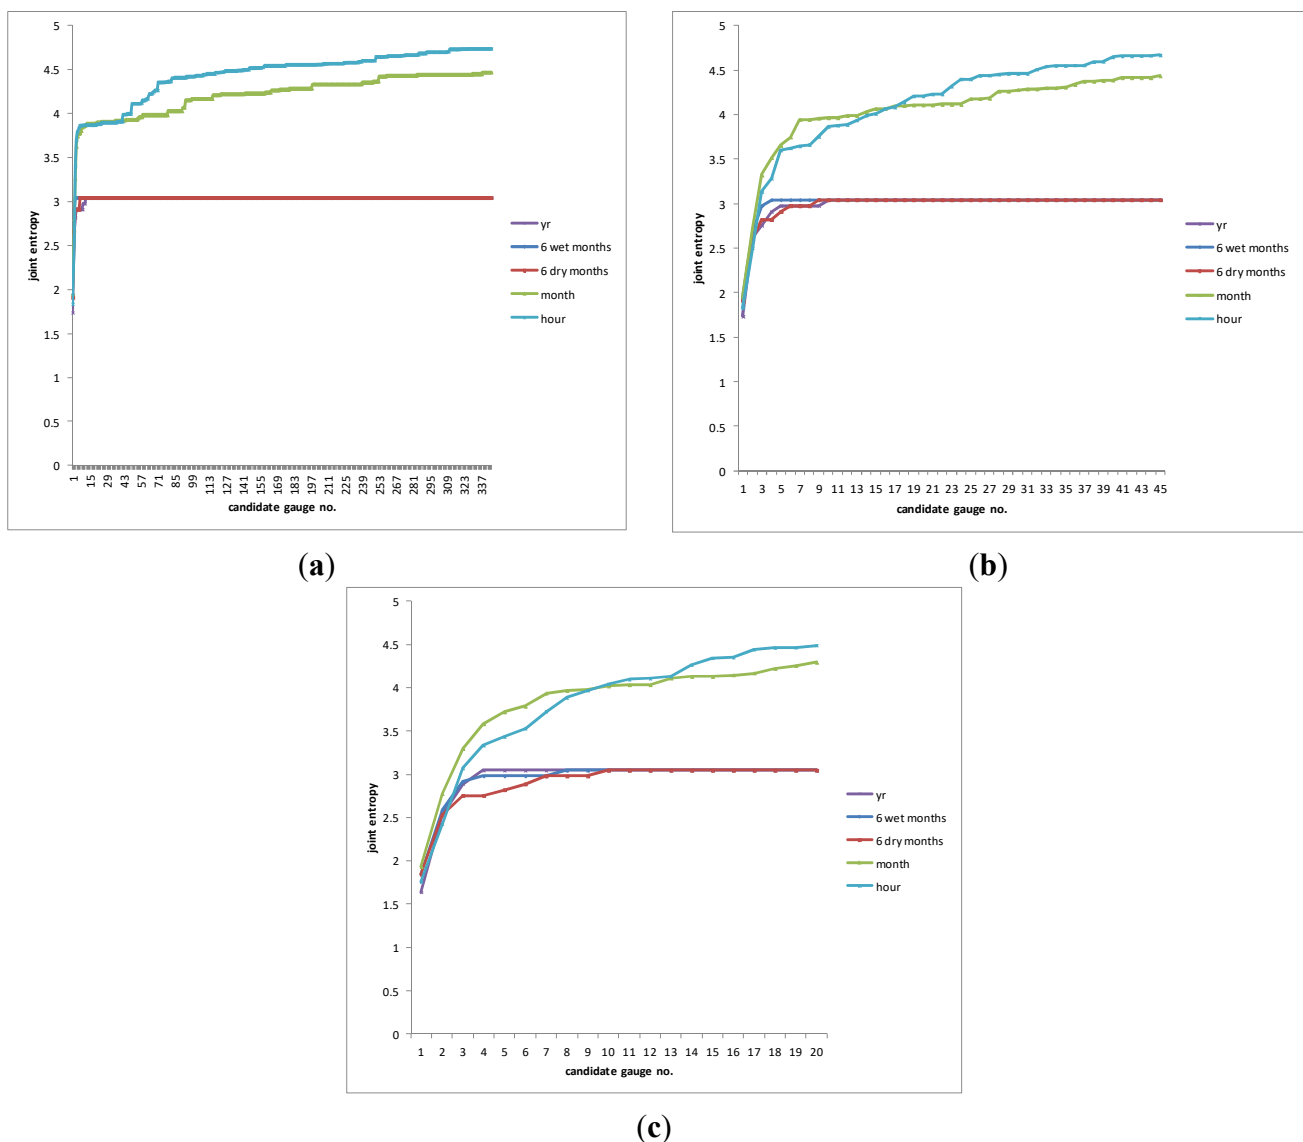 5
4.5
4
3.5
3
2.5
2
1.5
1
0.5
0
joint entropy
1 15 29 43 57 71 85 99 113 127 141 155 169 183 197 211 225 239 253 267 281 295 309 323 337
candidate gauge no.
yr
6 wet months
6 dry months
month
hour
(a)
5
4.5
4
3.5
3
2.5
2
1.5
1
0.5
0
joint entropy
1 3 5 7 9 11 13 15 17 19 21 23 25 27 29 31 33 35 37 39 41 43 45
candidate gauge no.
yr
6 wet months
6 dry months
month
hour
(b)
5
4.5
4
3.5
3
2.5
2
1.5
1
0.5
0
joint entropy
1 2 3 4 5 6 7 8 9 10 11 12 13 14 15 16 17 18 19 20
candidate gauge no.
yr
6 wet months
6 dry months
month
hour
(c)